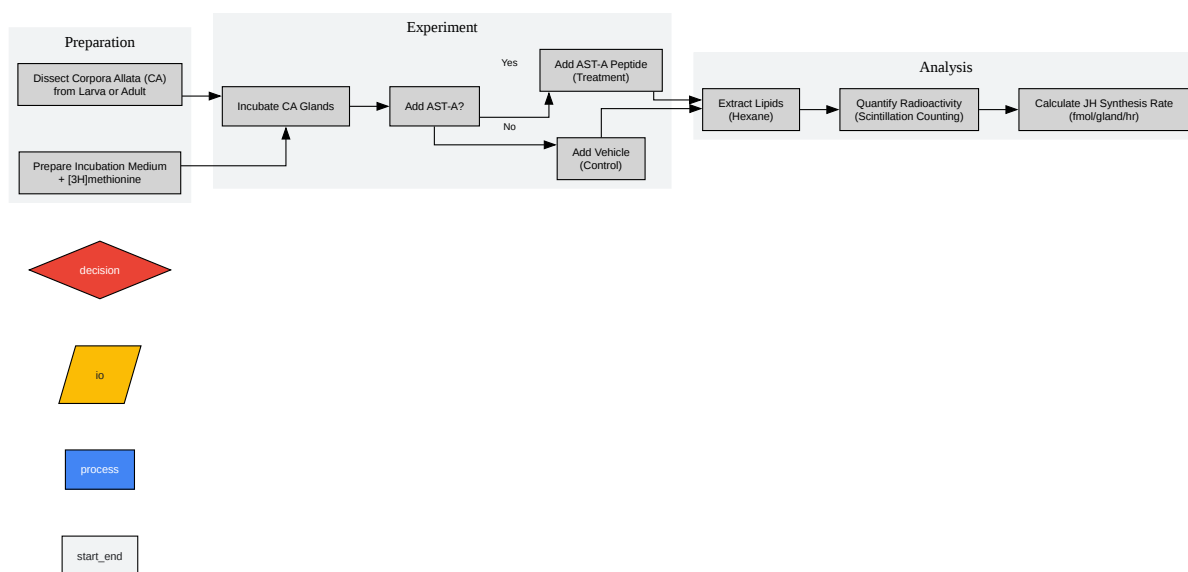 Preparation
Dissect Corpora Allata (CA)
from Larva or Adult
Prepare Incubation Medium
+ [3H]methionine
Experiment
Incubate CA Glands
Add AST-A?
Yes
No
Add AST-A Peptide
(Treatment)
Add Vehicle
(Control)
Analysis
Extract Lipids
(Hexane)
Quantify Radioactivity
(Scintillation Counting)
Calculate JH Synthesis Rate
(fmol/gland/hr)
decision
io
process
start_end